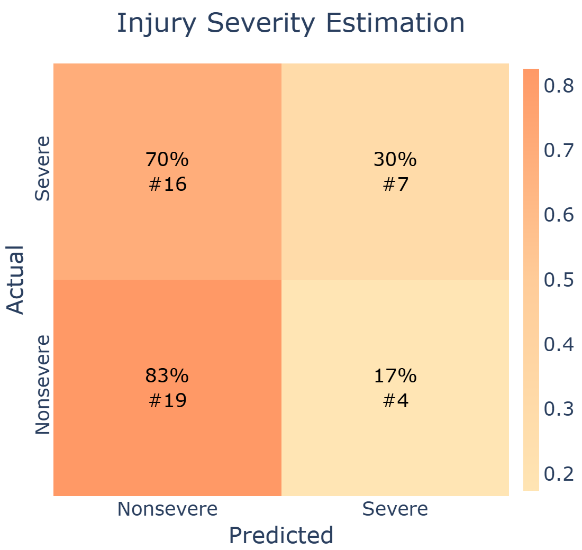 Injury Severity Estimation
Actual
Severe
Nonsevere
70%
#16
30%
#7
83%
#19
17%
#4
Nonsevere
Severe
Predicted
0.8
0.7
0.6
0.5
0.4
0.3
0.2